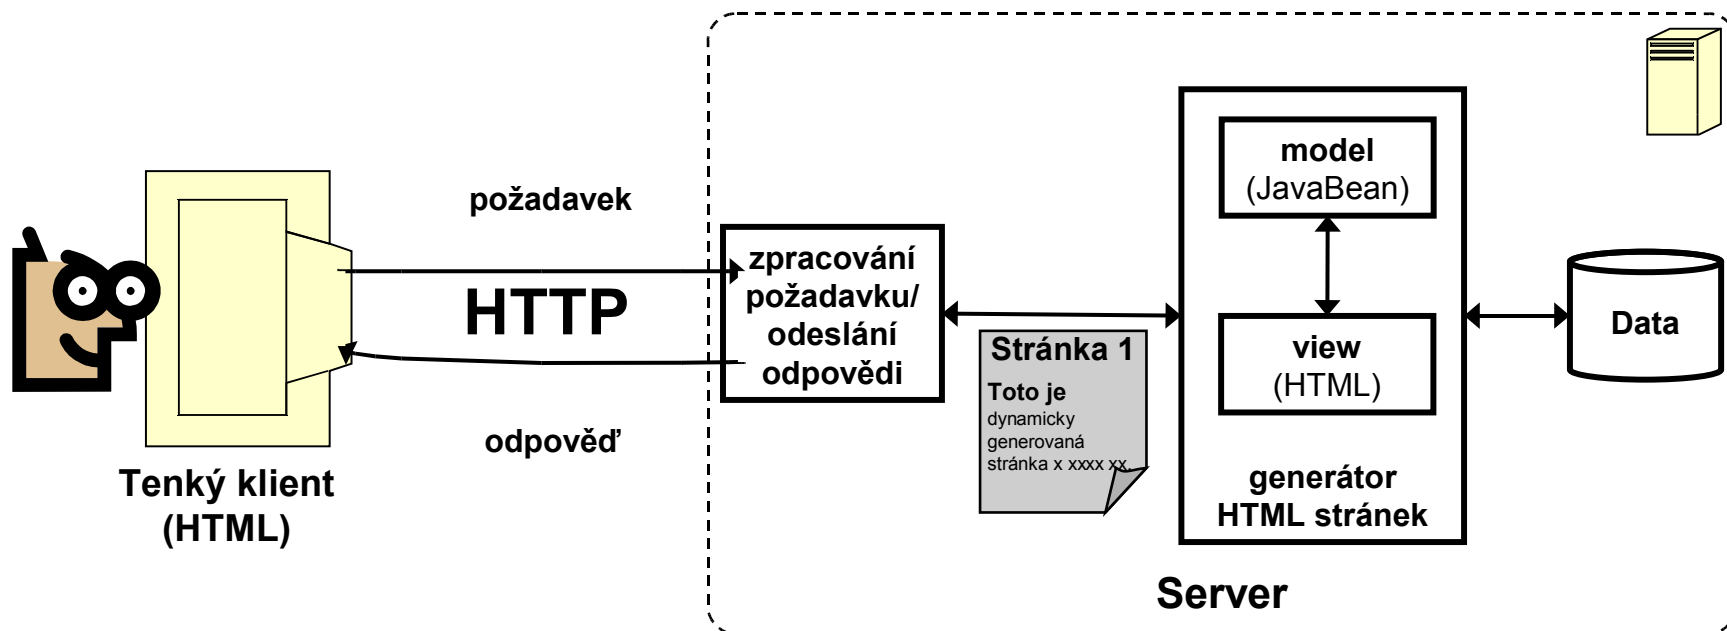 požadavek
HTTP
odpověď
Tenký klient
(HTML)
zpracování
požadavku/
odeslání
odpovědi
Stránka 1
Toto je
dynamicky
generovaná
stránka x xxxx xx.
model
(JavaBean)
view
(HTML)
generátor
HTML stránek
Data
Server